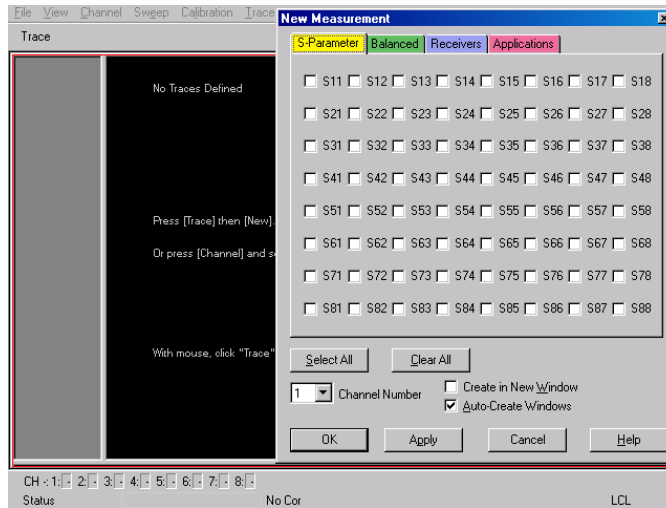 File View Channel Sweep Calibration Trace
New Measurement
Trace
S-Parameter Balanced Receivers Applications
No Traces Defined
S11 S12 S13 S14 S15 S16 S17 S18
S21 S22 S23 S24 S25 S26 S27 S28
S31 S32 S33 S34 S35 S36 S37 S38
S41 S42 S43 S44 S45 S46 S47 S48
Press [Trace] then [New].
S51 S52 S53 S54 S55 S56 S57 S58
Or press [Channel] and s
S61 S62 S63 S64 S65 S66 S67 S68
S71 S72 S73 S74 S75 S76 S77 S78
S81 S82 S83 S84 S85 S86 S87 S88
With mouse, click "Trace"
Select All Clear All
1 Channel Number
Create in New Window
Auto-Create Windows
OK Apply Cancel Help
CH -: 1: - 2: - 3: - 4: - 5: - 6: - 7: - 8: -
Status No Cor LCL